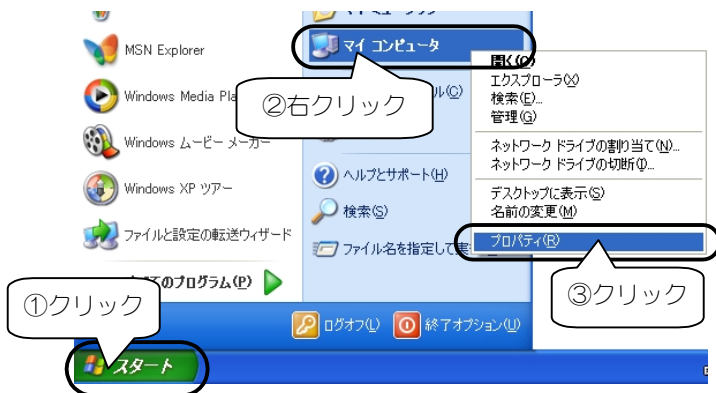 MSN Explorer
Windows Media Pla
Windows ムービー メーカー
Windows XP ツアー
ファイルと設定の転送ウィザード
てのプログラム(P)
マイ コンピュータ
ル(C)
ヘルプとサポート(H)
検索(S)
ファイル名を指定して実
ログオフ(L)
終了オプション(U)
スタート
開く(O)
エクスプローラ(X)
検索(E)...
管理(G)
ネットワーク ドライブの割り当て(N)...
ネットワーク ドライブの切断(I)...
デスクトップに表示(S)
名前の変更(M)
プロパティ(R)
①クリック
②右クリック
③クリック